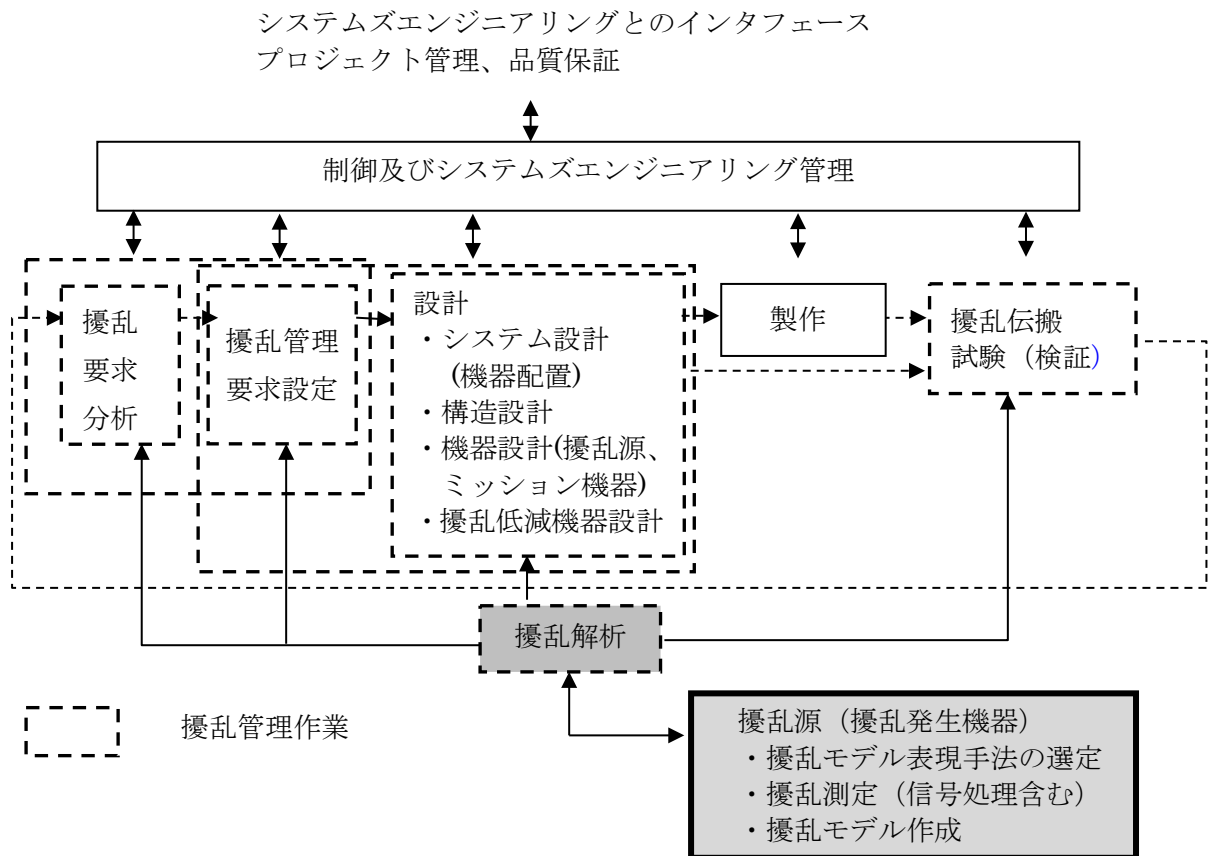 システムズエンジニアリングとのインタフェース
プロジェクト管理、品質保証
制御及びシステムズエンジニアリング管理
擾乱
要求
分析
擾乱管理
要求設定
設計
・システム設計
(機器配置)
・構造設計
・機器設計(擾乱源、
ミッション機器)
・擾乱低減機器設計
製作
擾乱伝搬
試験（検証）
擾乱解析
擾乱管理作業
擾乱源（擾乱発生機器）
・擾乱モデル表現手法の選定
・擾乱測定（信号処理含む）
・擾乱モデル作成